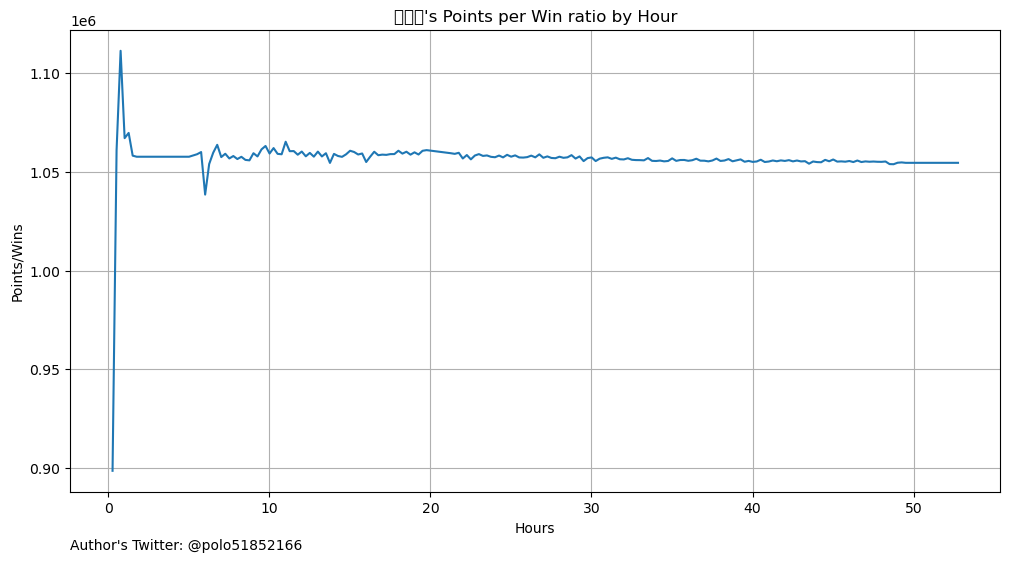 1e6
's Points per Win ratio by Hour
1.10
1.05
1.00
0.95
0.90
Points/Wins
0 10 20 30 40 50
Hours
Author's Twitter: @polo51852166